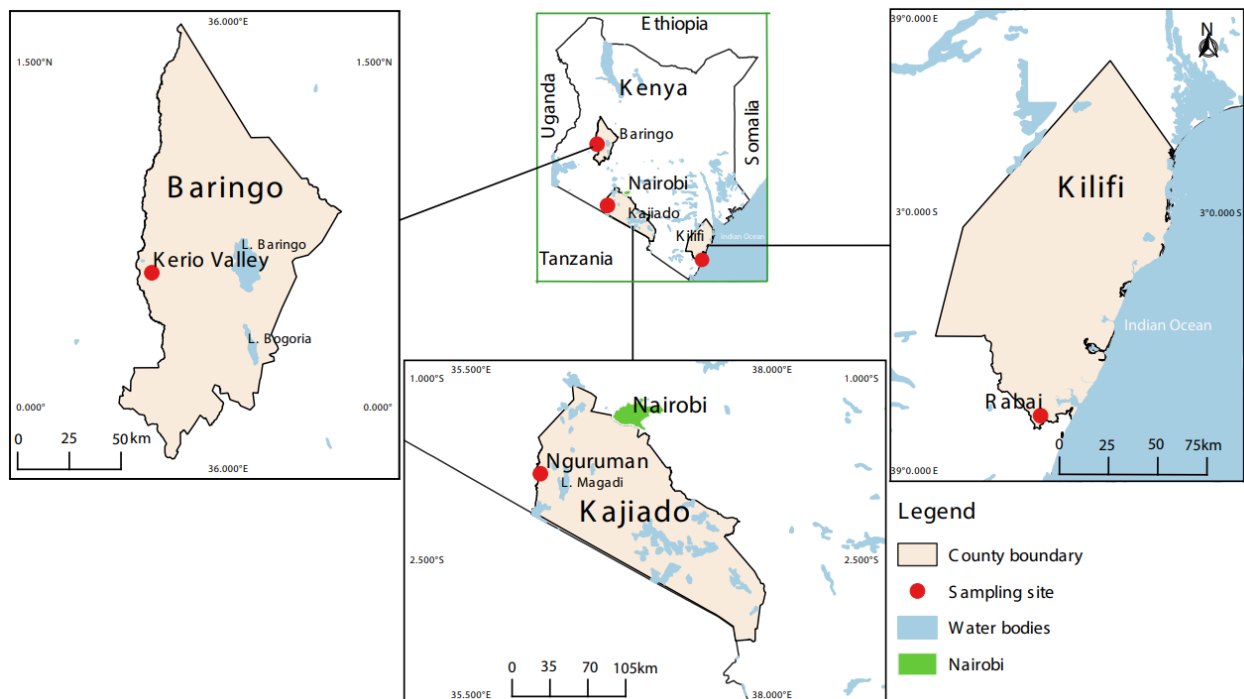 36.000°E
1.500°N
1.500°N
Baringo
L. Baringo
Kerio Valley
L. Bogoria
0.000°
0.000°
0 25 50 km
36.000°E
Ethiopia
Kenya
Uganda
Somalia
Baringo
Nairobi
Kajiado
Kilifi
Indian Ocean
Tanzania
39°0.000 E
N
Kilifi
3°0.000 S
3°0.000 S
Indian Ocean
Rabai
0 25 50 75km
39°0.000 E
35.500°E
38.000°E
1.000°S
1.000°S
Nairobi
Nguruman
L. Magadi
Kajiado
2.500°S
2.500°S
0 35 70 105km
35.500°E
38.000°E
Legend
County boundary
Sampling site
Water bodies
Nairobi